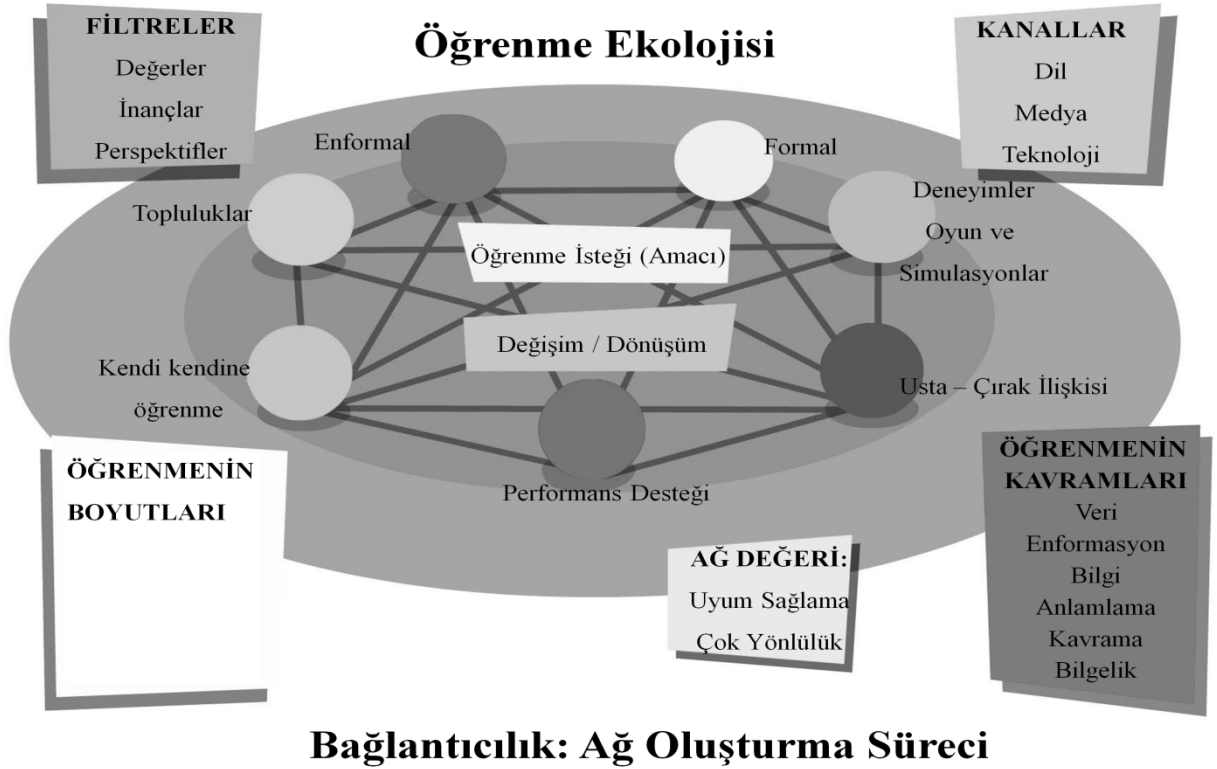 Öğrenme Ekolojisi
FİLTRELER
Değerler
İnançlar
Perspektifler
KANALLAR
Dil
Medya
Teknoloji
Enformal
Formal
Topluluklar
Deneyimler
Oyun ve
Simulasyonlar
Öğrenme İsteği (Amacı)
Değişim / Dönüşüm
Kendi kendine
öğrenme
Usta – Çırak İlişkisi
Performans Desteği
ÖĞRENMENİN
BOYUTLARI
AĞ DEĞERİ:
Uyum Sağlama
Çok Yönlülük
ÖĞRENMENİN
KAVRAMLARI
Veri
Enformasyon
Bilgi
Anlamlama
Kavrama
Bilgelik
Bağlantıcılık: Ağ Oluşturma Süreci